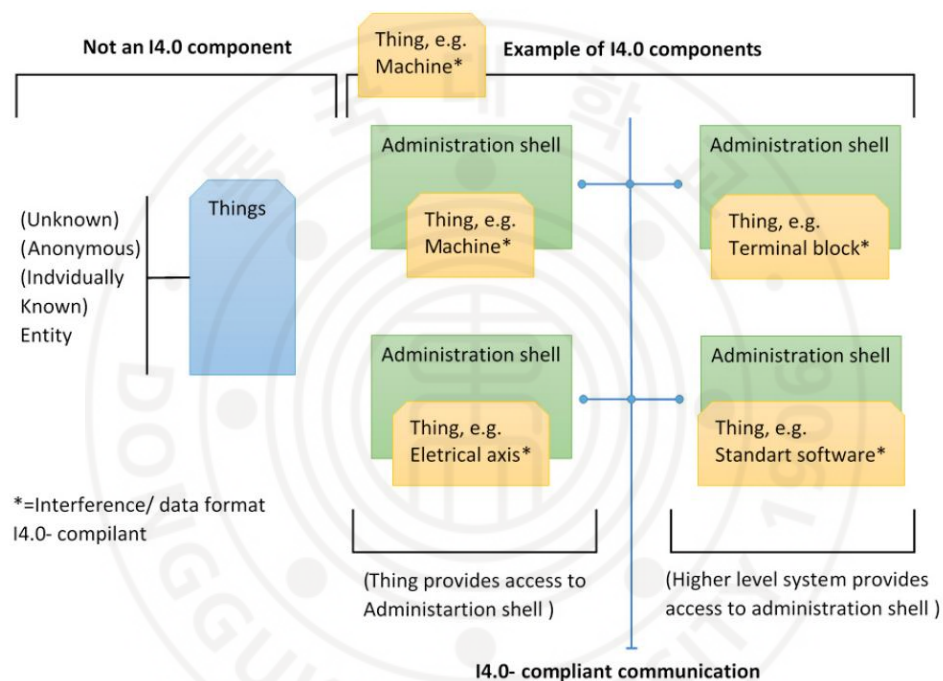 Not an I4.0 component
Thing, e.g.
Machine*
Example of I4.0 components
(Unknown)
(Anonymous)
(Indvidually
Known)
Entity
Things
Administration shell
Thing, e.g.
Machine*
Administration shell
Thing, e.g.
Terminal block*
Administration shell
Thing, e.g.
Eletrical axis*
Administration shell
Thing, e.g.
Standart software*
*=Interference/ data format
I4.0- compilant
(Thing provides access to
Administartion shell )
(Higher level system provides
access to administration shell )
I4.0- compliant communication